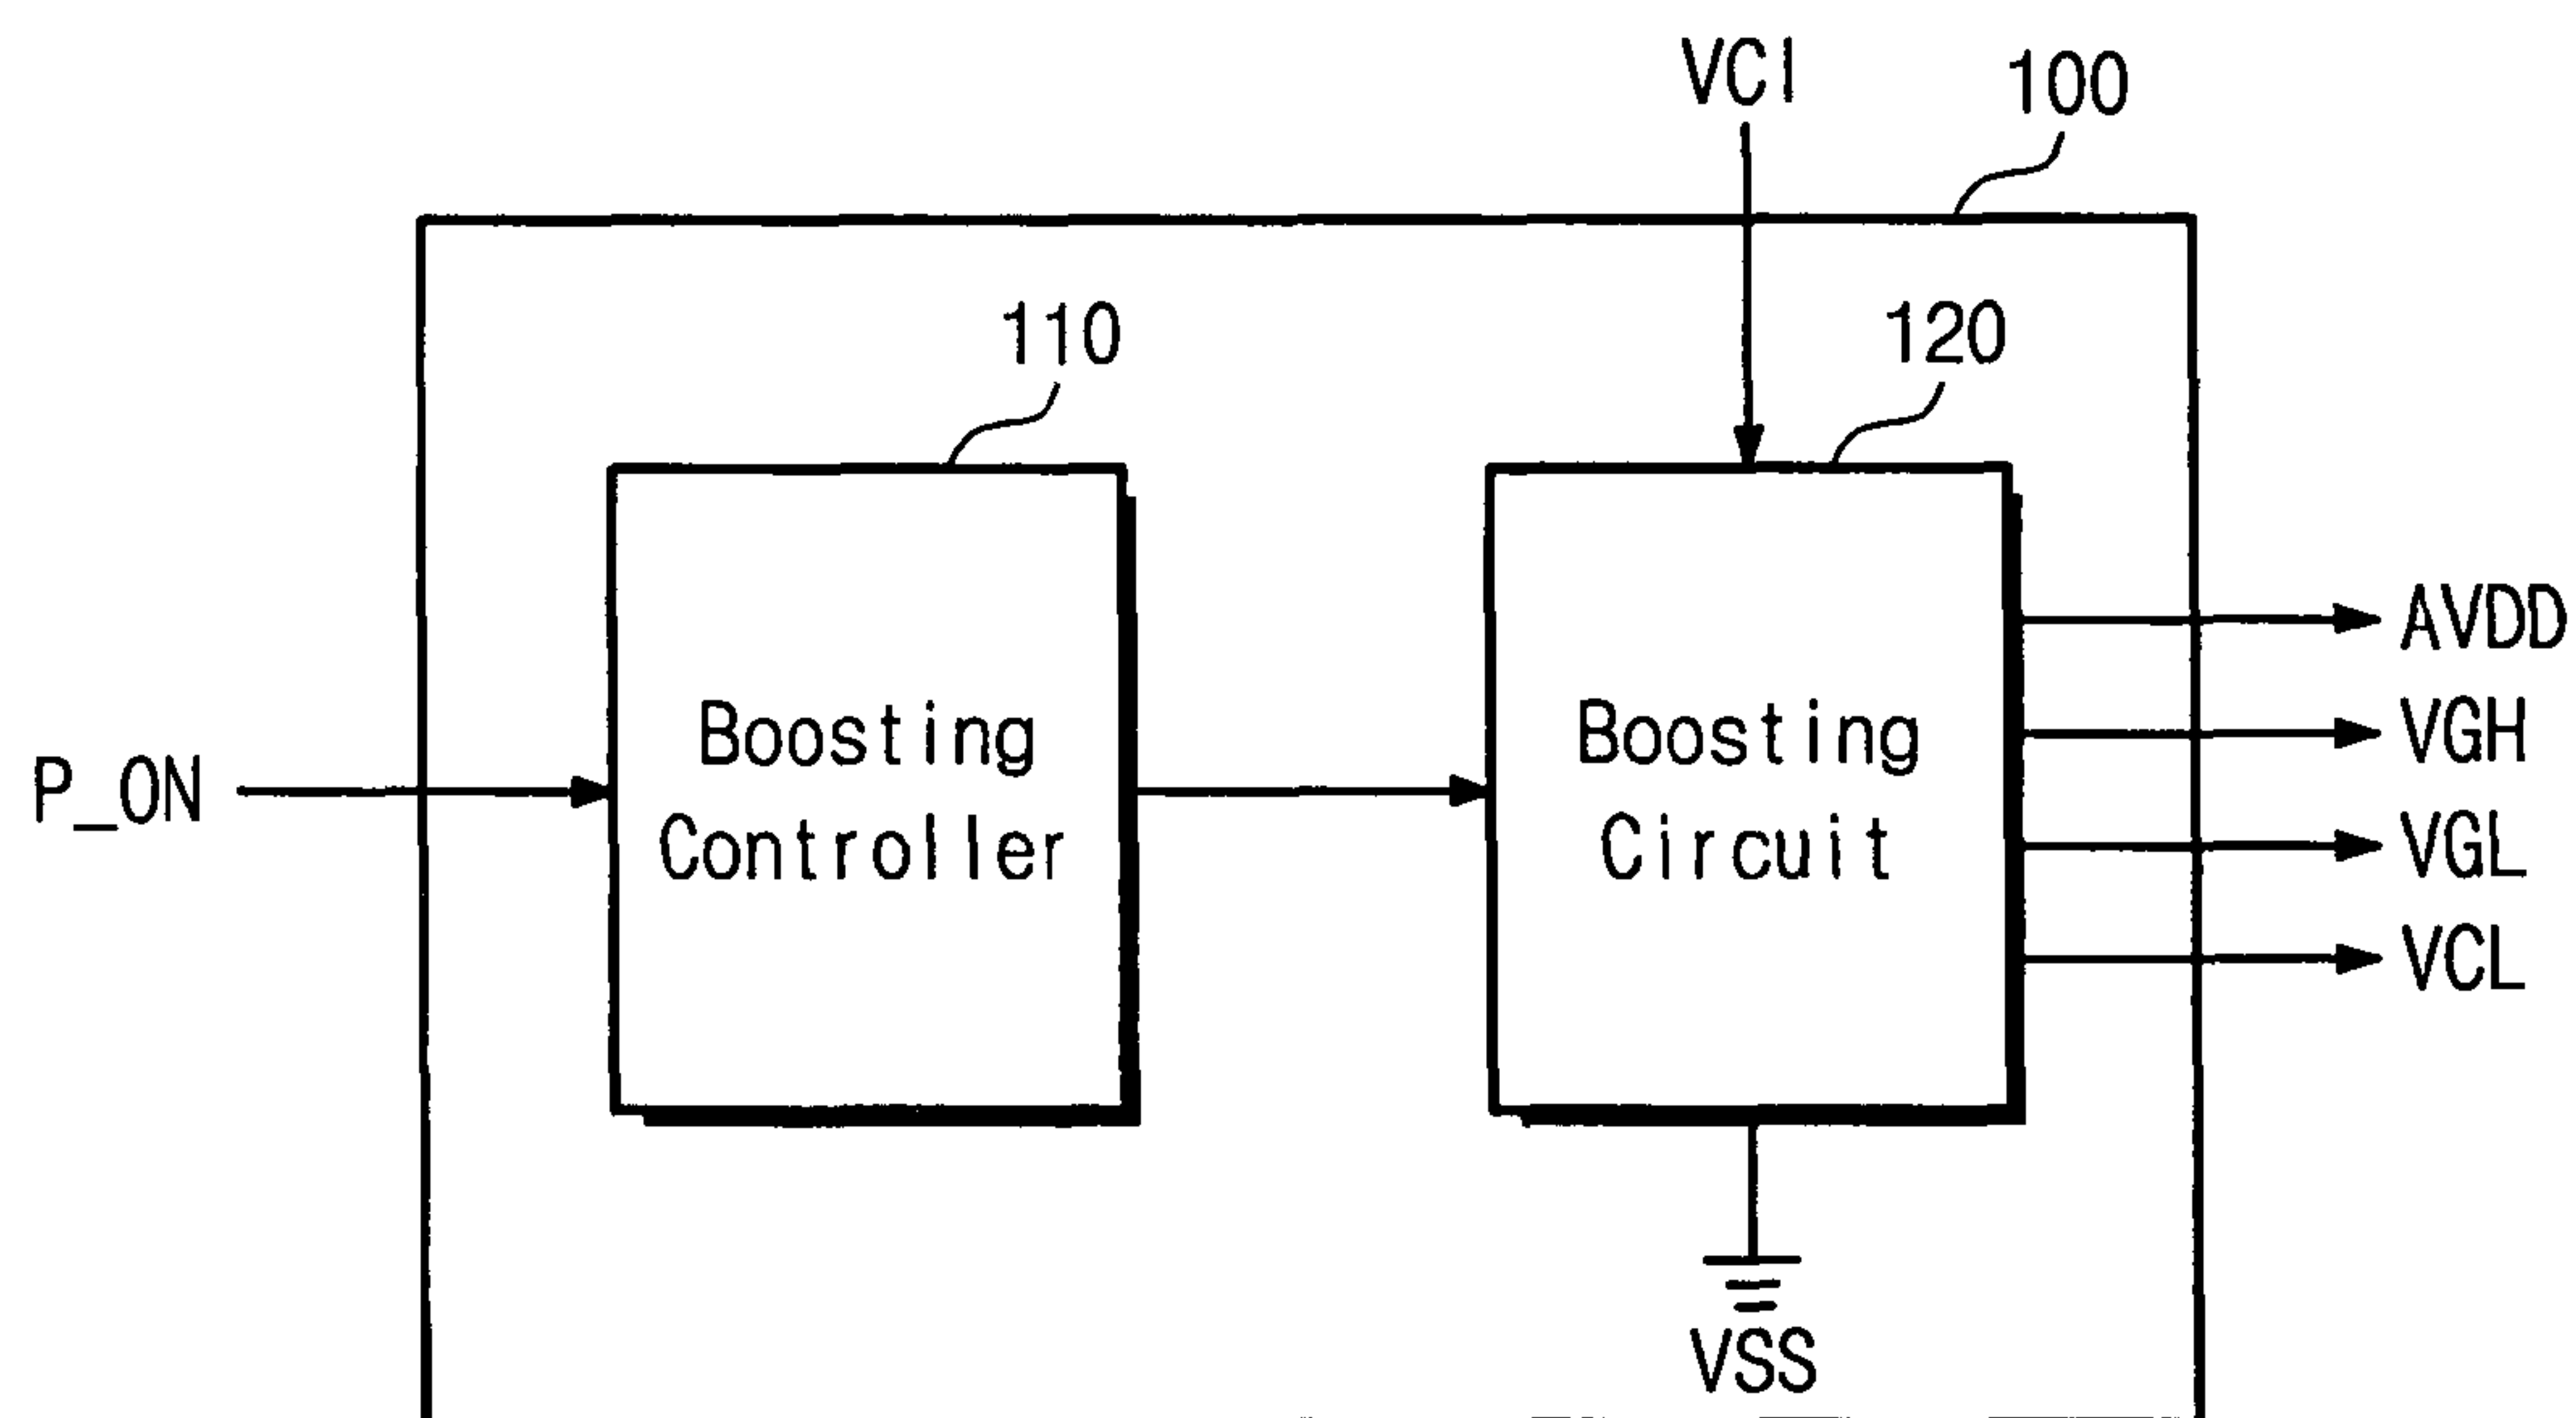 VCI
100
110
120
P_ON
Boosting
Controller
Boosting
Circuit
AVDD
VGH
VGL
VCL
VSS